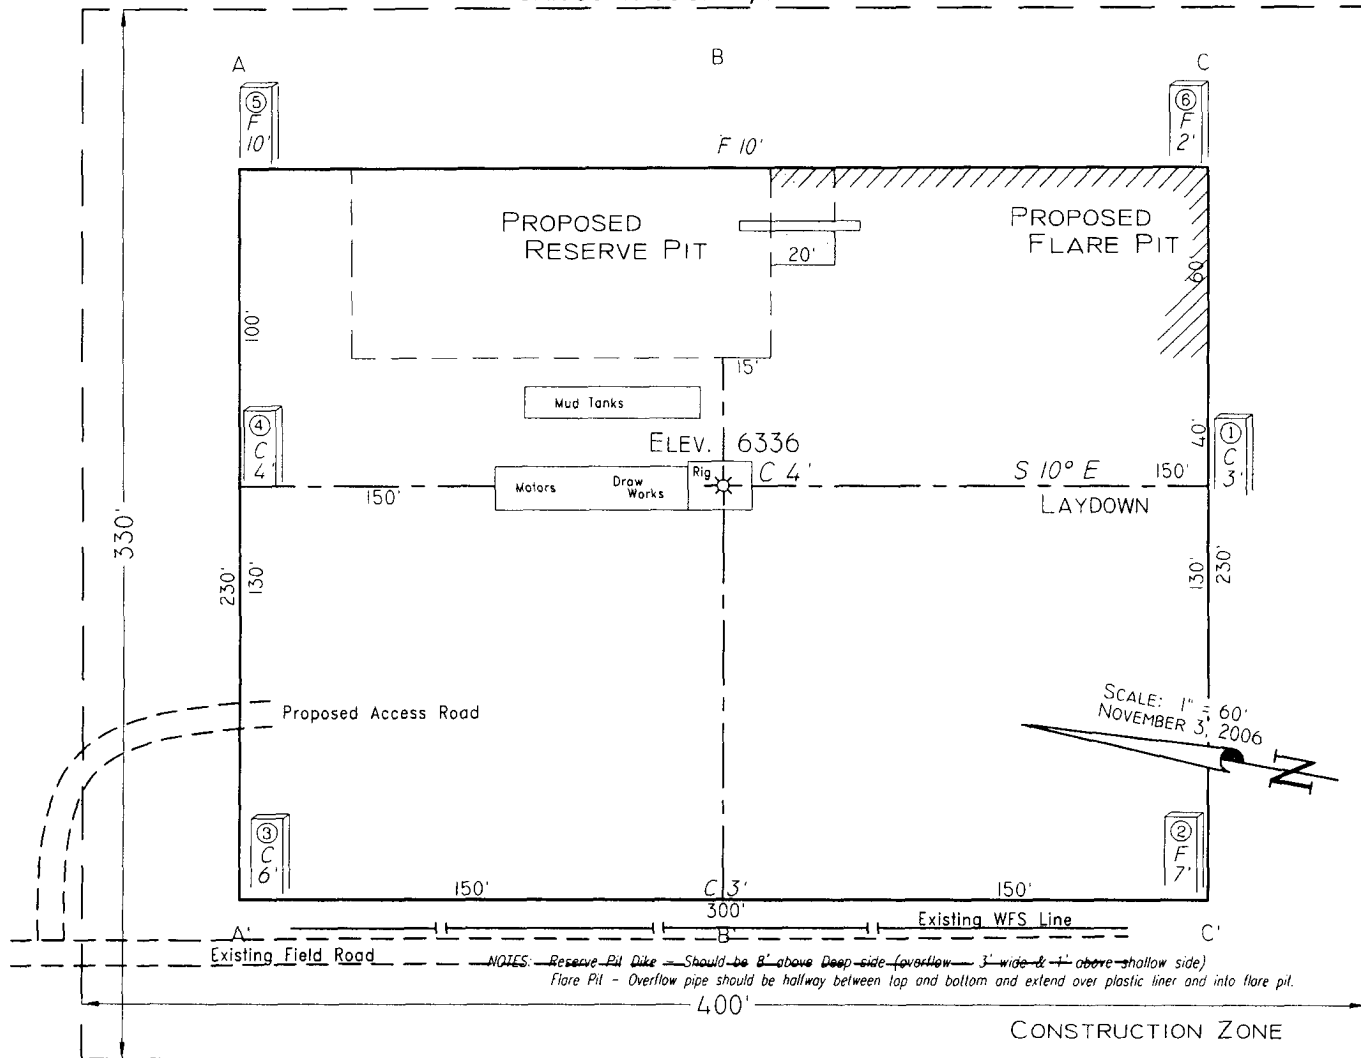 A
B
C
⑤
F
10'
⑥
F
2'
F 10'
PROPOSED
RESERVE PIT
PROPOSED
FLARE PIT
20'
60'
100'
15'
Mud Tanks
④
C
4'
ELEV. 6336
40'
①
C
3'
Rig
C 4'
S 10° E
150'
150'
Motors
Draw
Works
LAYDOWN
330'
230'
130'
130'
230'
Proposed Access Road
SCALE: 1" = 60'
NOVEMBER 3, 2006
N
③
C
6'
②
F
7'
150'
C 3'
150'
300'
Existing WFS Line
A'
B'
C'
Existing Field Road
NOTES: Reserve Pit Dike - Should be 8' above Deep side (overflow - 3' wide & 1' above shallow side)
Flare Pit - Overflow pipe should be halfway between top and bottom and extend over plastic liner and into flare pit.
400'
CONSTRUCTION ZONE